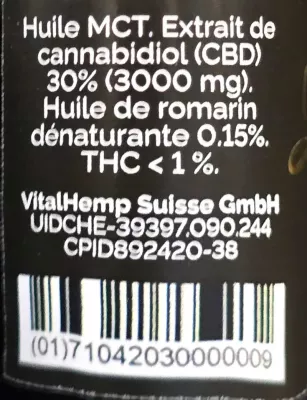 Huile MCT. Extrait de
cannabidiol (CBD)
30% (3000 mg).
Huile de romarin
dénaturante 0.15%.
THC < 1 %.
VitalHemp Suisse GmbH
UIDCHE-39397.090.244
CPID892420-38
(01)71042030000009